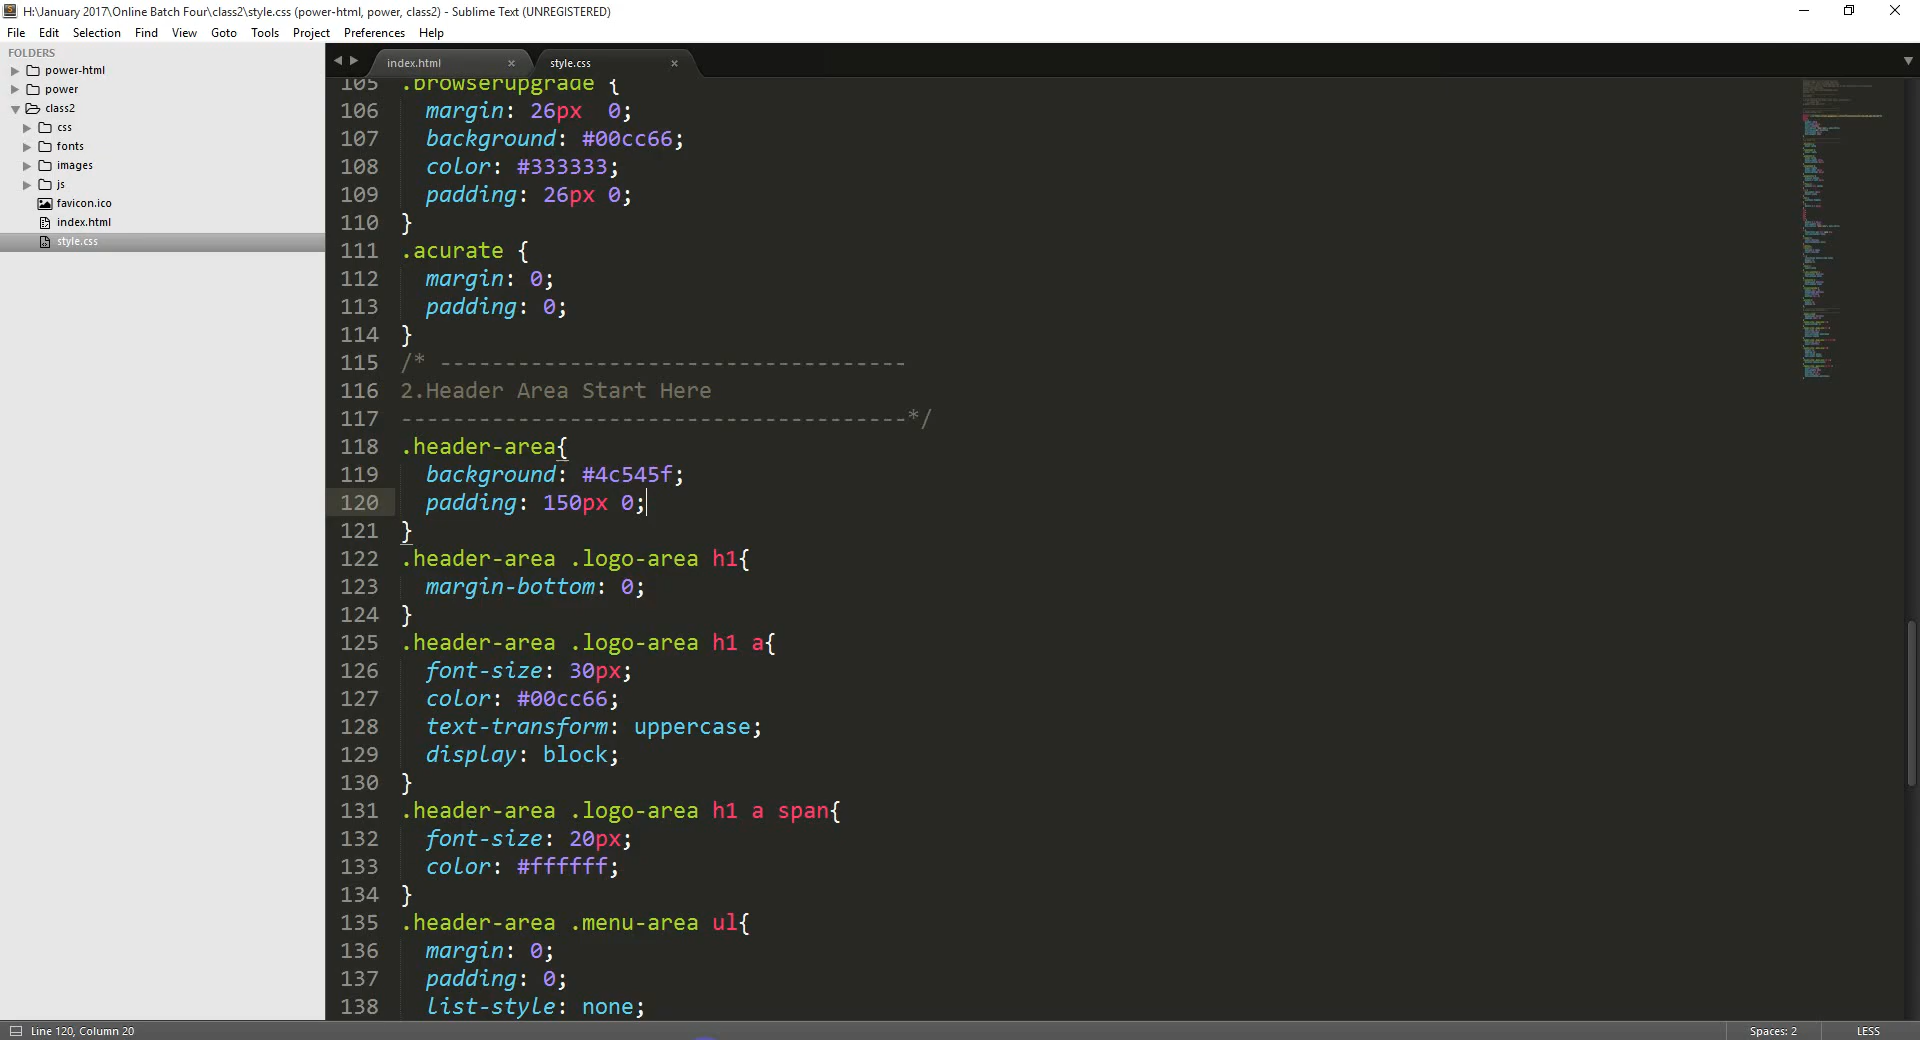 H:\January 2017\Online Batch Four\class2\style.css (power-html, power, class2) - Sublime Text (UNREGISTERED)
File Edit Selection Find View Goto Tools Project Preferences Help
FOLDERS
power-html
power
class2
css
fonts
images
js
favicon.ico
index.html
style.css
index.html style.css
105 .browserupgrade {
106 margin: 26px  0;
107 background: #00cc66;
108 color: #333333;
109 padding: 26px 0;
110 }
111 .acurate {
112 margin: 0;
113 padding: 0;
114 }
115 /* ------------------------------------
116 2.Header Area Start Here
117 ---------------------------------------*/
118 .header-area{
119 background: #4c545f;
120 padding: 150px 0;
121 }
122 .header-area .logo-area h1{
123 margin-bottom: 0;
124 }
125 .header-area .logo-area h1 a{
126 font-size: 30px;
127 color: #00cc66;
128 text-transform: uppercase;
129 display: block;
130 }
131 .header-area .logo-area h1 a span{
132 font-size: 20px;
133 color: #ffffff;
134 }
135 .header-area .menu-area ul{
136 margin: 0;
137 padding: 0;
138 list-style: none;
Line 120, Column 20 Spaces: 2 LESS